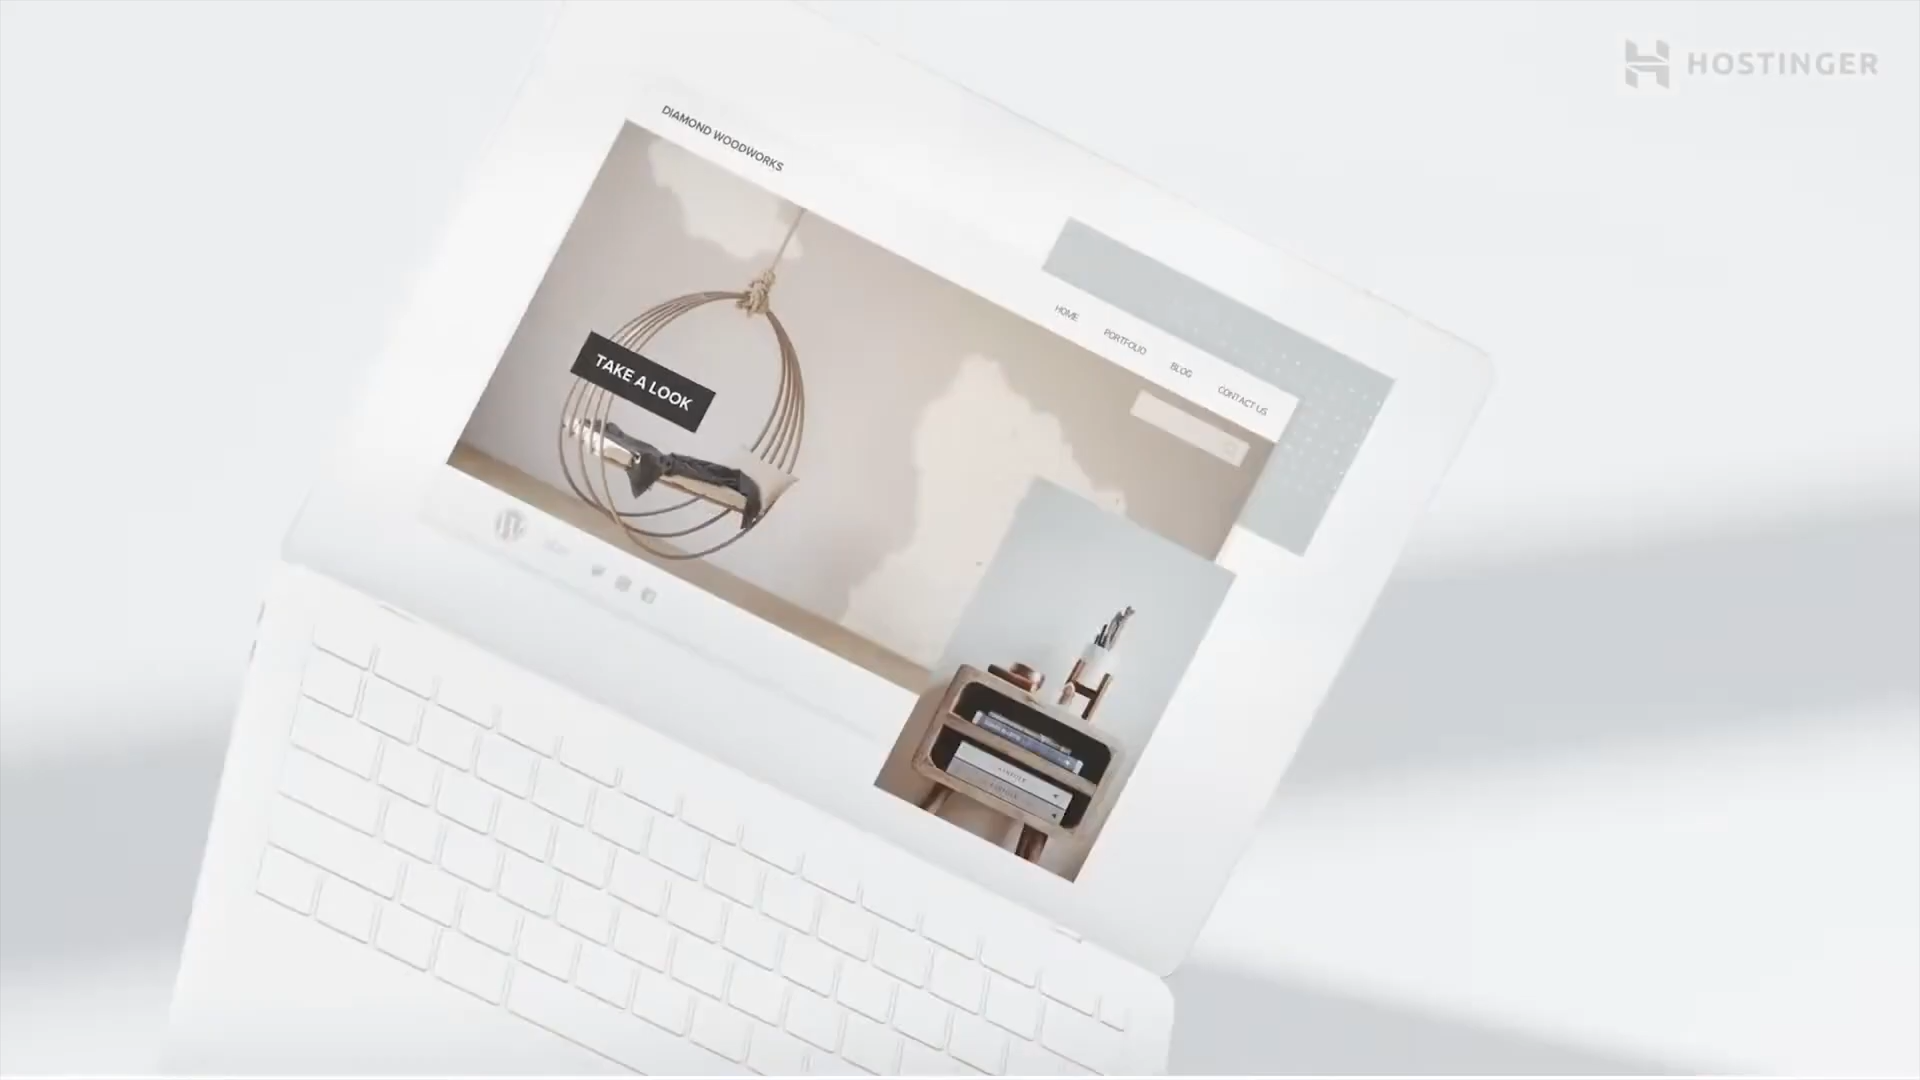 HOSTINGER
DIAMOND WOODWORKS
HOME
PORTFOLIO
BLOG
CONTACT US
TAKE A LOOK